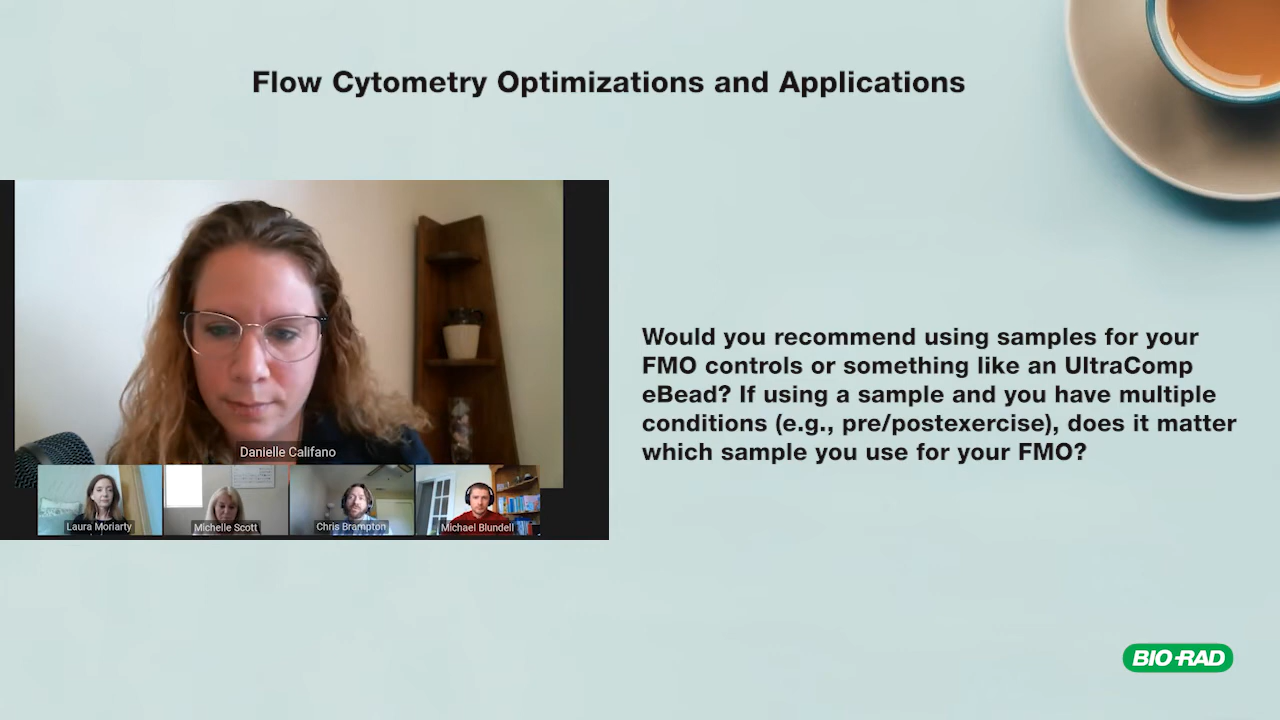 Flow Cytometry Optimizations and Applications
Would you recommend using samples for your
FMO controls or something like an UltraComp
eBead? If using a sample and you have multiple
conditions (e.g., pre/postexercise), does it matter
which sample you use for your FMO?
Danielle Califano
Laura Moriarty
Michelle Scott
Chris Brampton
Michael Blundell
BIO-RAD